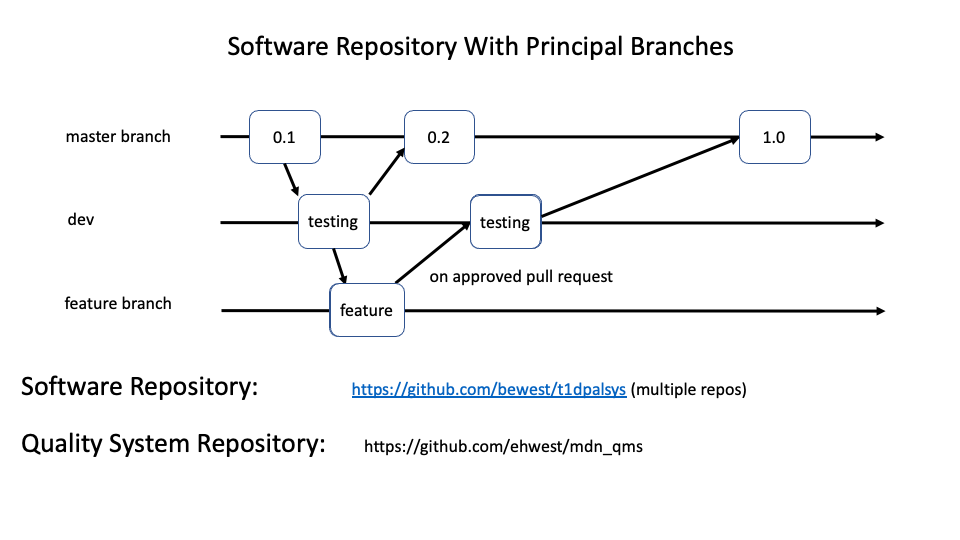 Software Repository With Principal Branches
master branch
0.1
0.2
1.0
dev
testing
testing
on approved pull request
feature branch
feature
Software Repository: https://github.com/bewest/t1dpalsys (multiple repos)
Quality System Repository: https://github.com/ehwest/mdn_qms